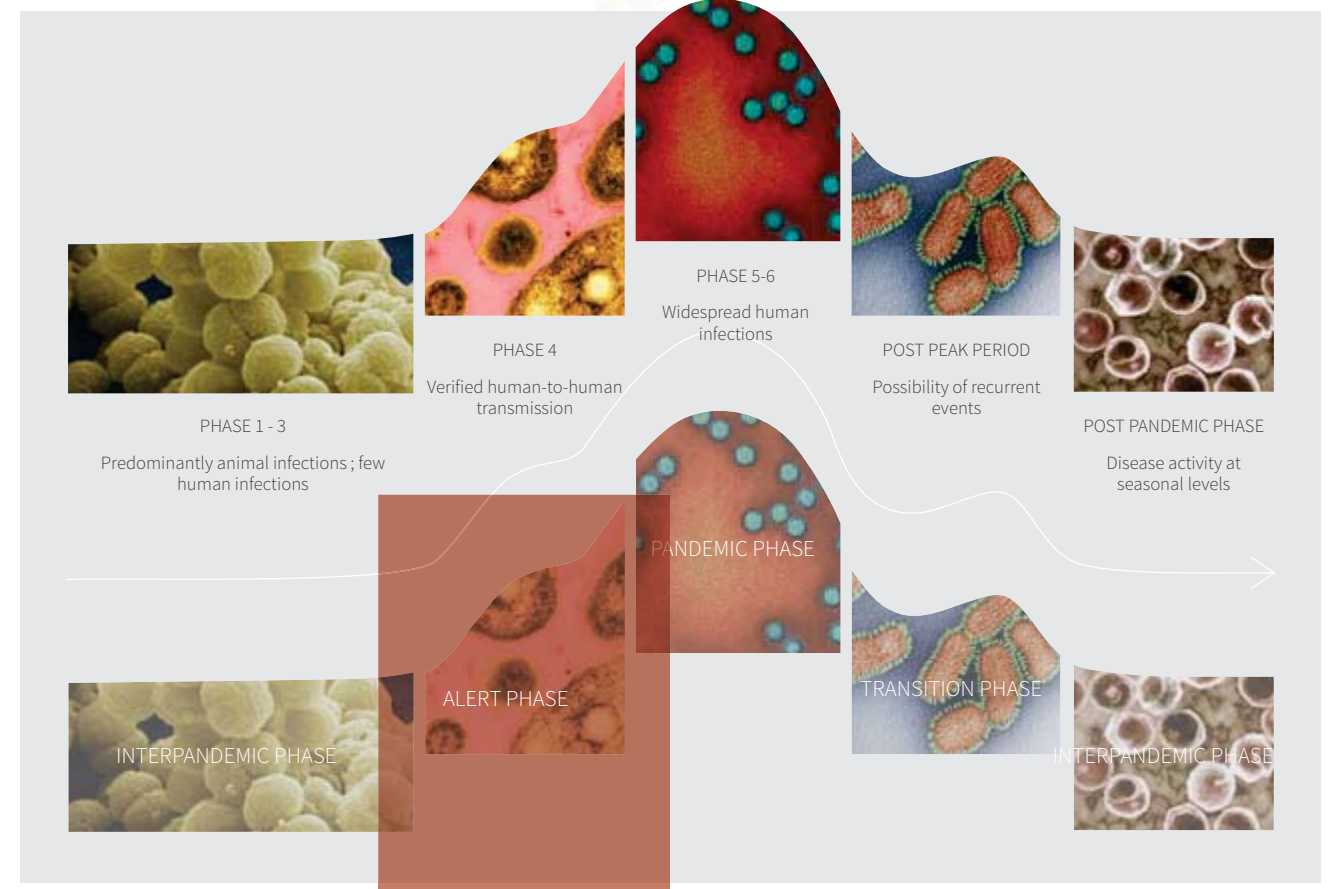 PHASE 5-6
Widespread human
infections
PHASE 4
Verified human-to-human
transmission
POST PEAK PERIOD
Possibility of recurrent
events
PHASE 1 - 3
Predominantly animal infections ; few
human infections
POST PANDEMIC PHASE
Disease activity at
seasonal levels
PANDEMIC PHASE
ALERT PHASE
TRANSITION PHASE
INTERPANDEMIC PHASE
INTERPANDEMIC PHASE